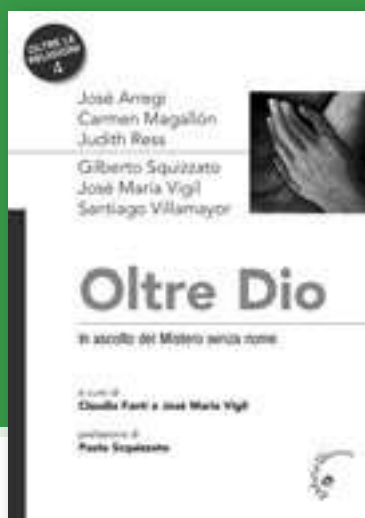 OLTRE LE
RELIGIONI
4
José Arregi
Carmen Magallón
Judith Ress
Gilberto Squizzato
José María Vigil
Santiago Villamayor
Oltre Dio
In ascolto del Mistero senza nome
a cura di
Claudia Fanti e José María Vigil
prefazione di
Paolo Scquizzato